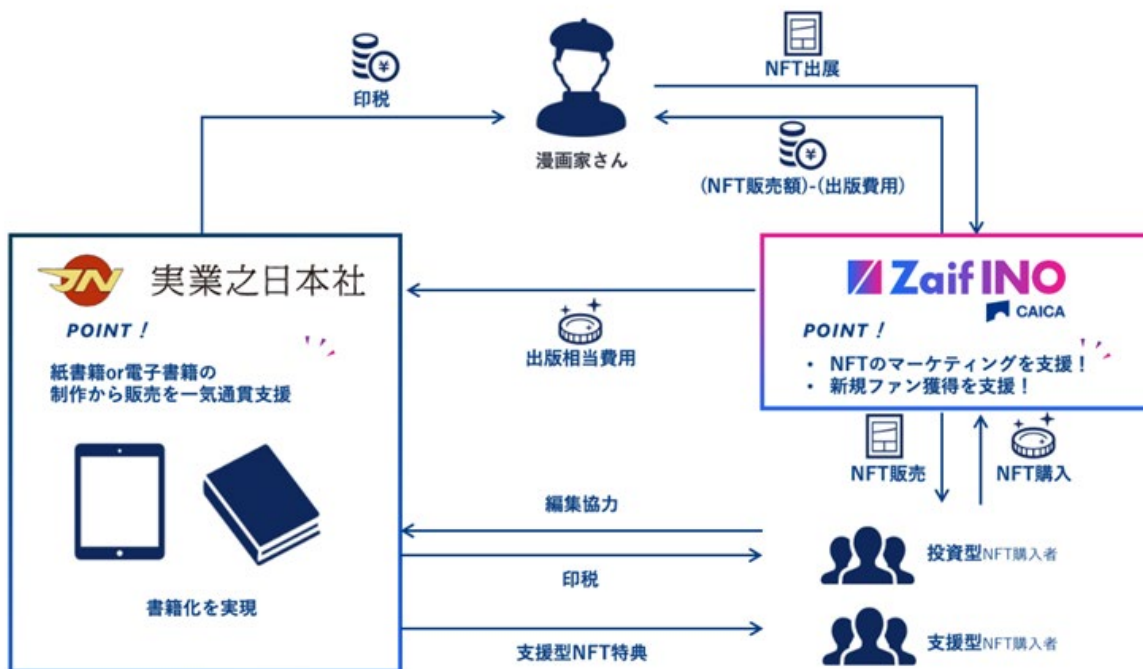 印税
NFT出展
漫画家さん
(NFT販売額)-(出版費用)
JN 実業之日本社
POINT！
紙書籍or電子書籍の
制作から販売を一気通貫支援
書籍化を実現
出版相当費用
Zaif INO
CAICA
POINT！
・ NFTのマーケティングを支援！
・ 新規ファン獲得を支援！
NFT販売
NFT購入
編集協力
印税
投資型NFT購入者
支援型NFT特典
支援型NFT購入者